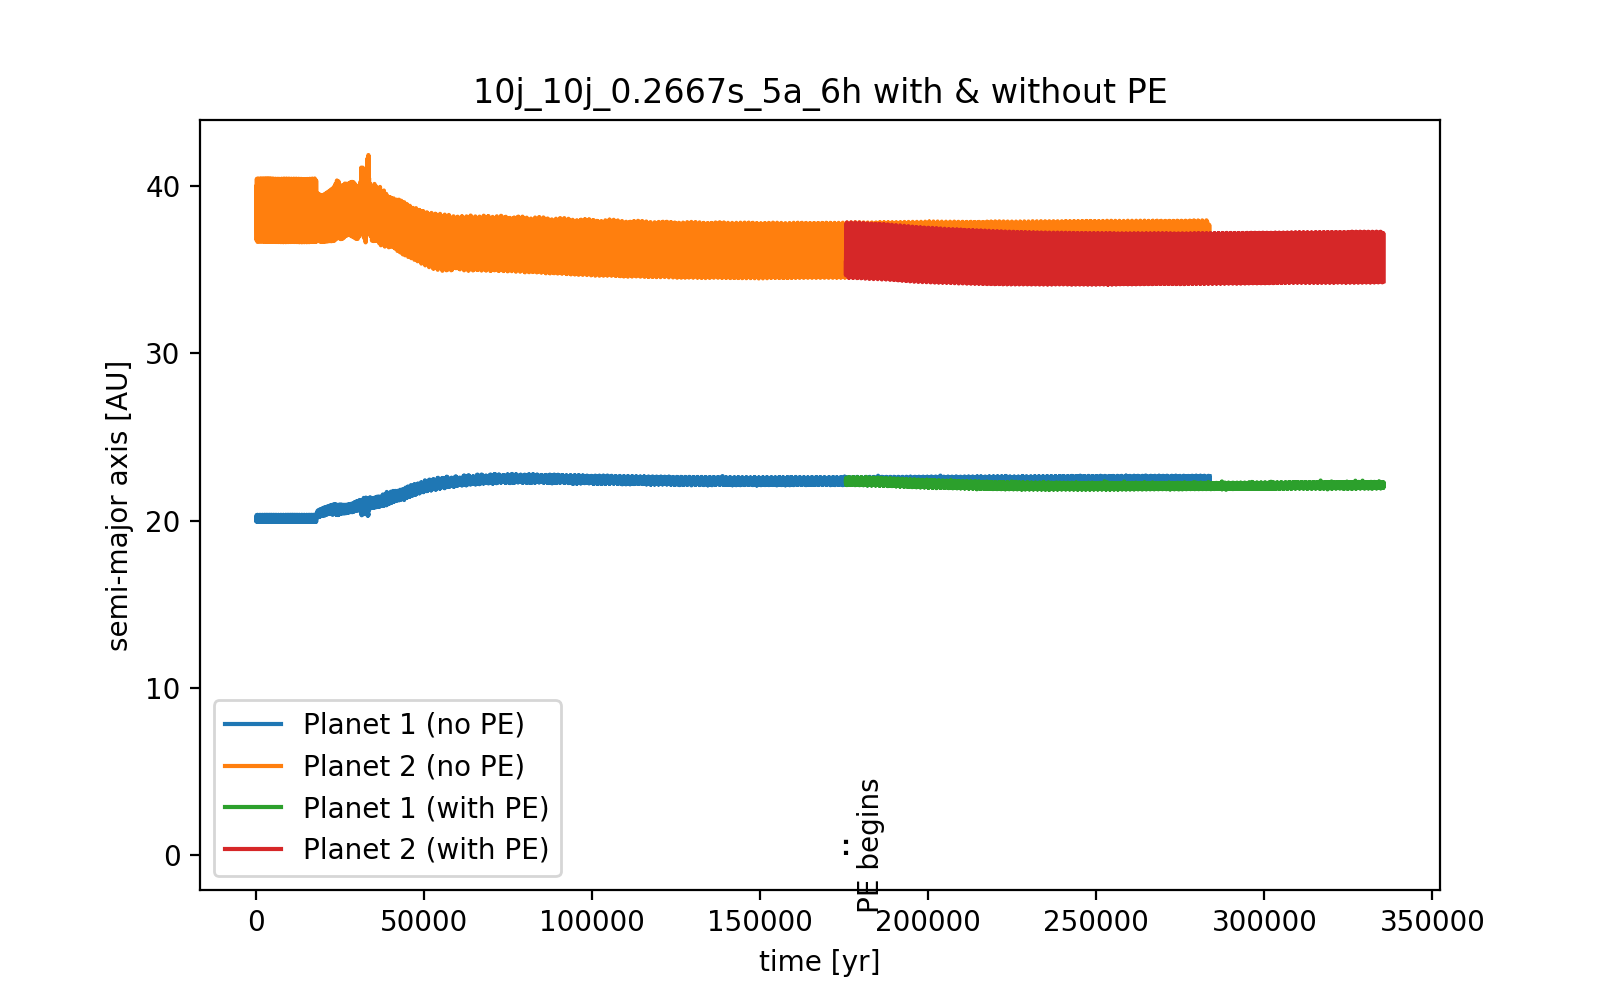 10j_10j_0.2667s_5a_6h with & without PE
semi-major axis [AU]
40
30
20
10
0
Planet 1 (no PE)
Planet 2 (no PE)
Planet 1 (with PE)
Planet 2 (with PE)
PE begins
0
50000
100000
150000
200000
250000
300000
350000
time [yr]